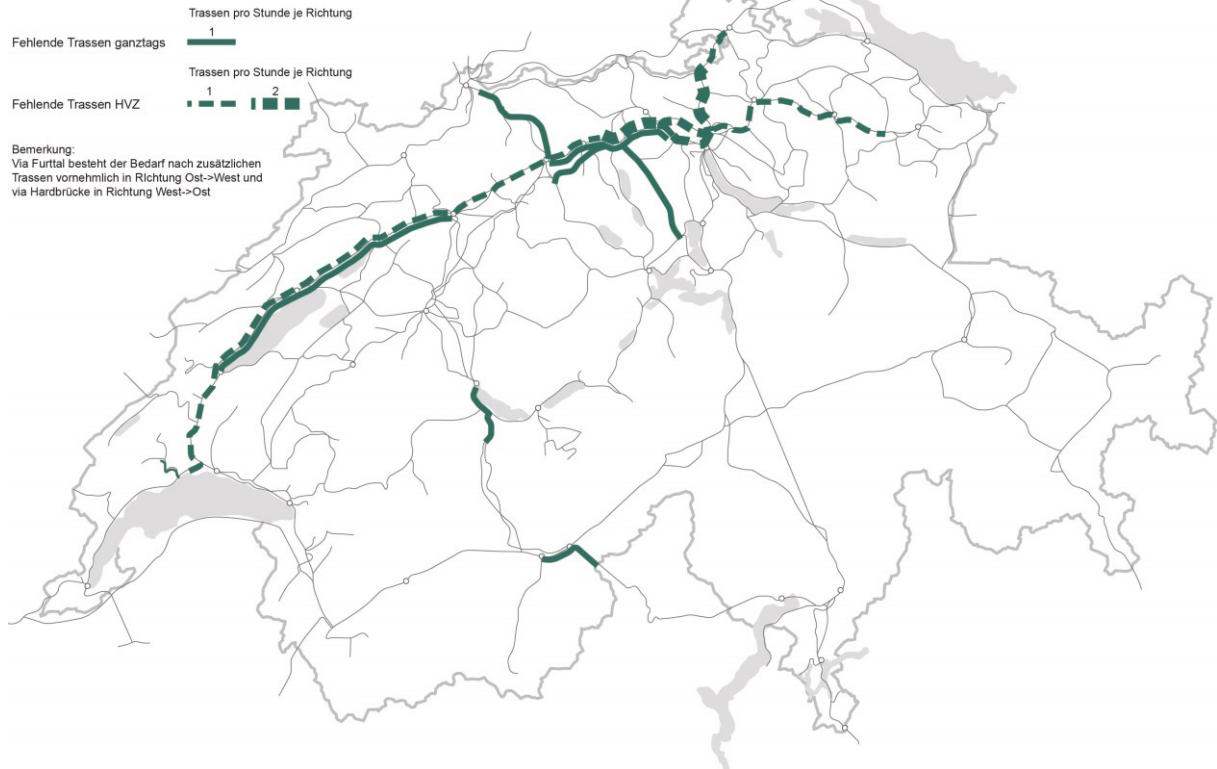 Trassen pro Stunde je Richtung
Fehlende Trassen ganztags
1
Trassen pro Stunde je Richtung
Fehlende Trassen HVZ
1
2
Bemerkung:
Via Furttal besteht der Bedarf nach zusätzlichen
Trassen vornehmlich in RIchtung Ost->West und
via Hardbrücke in Richtung West->Ost